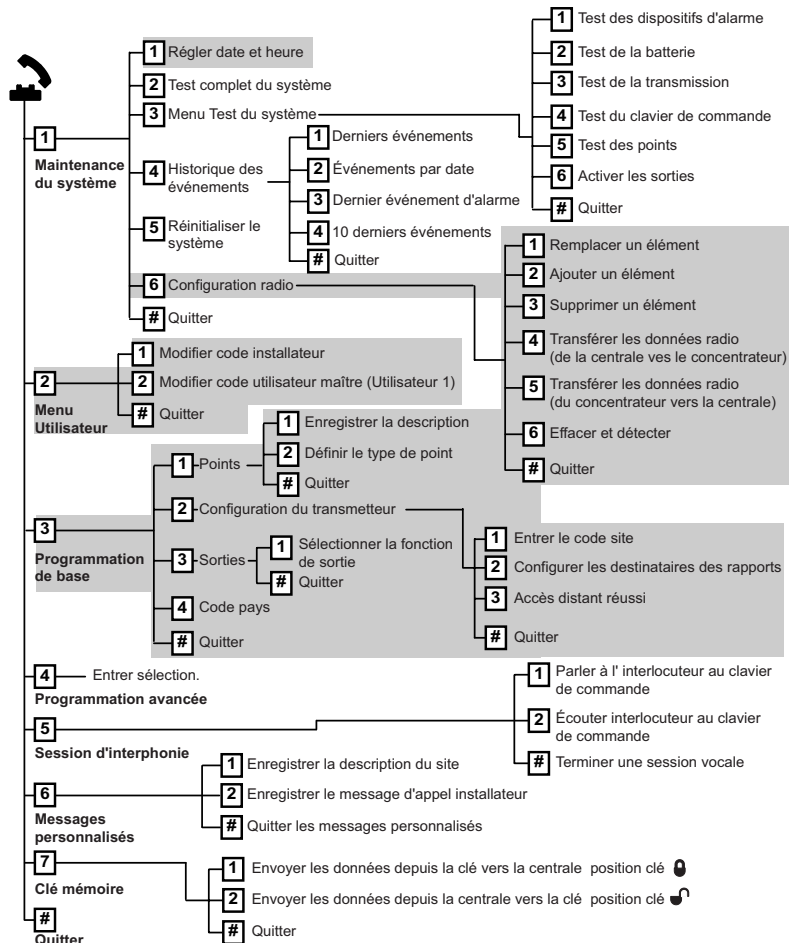 1
Maintenance
du système
1 Régler date et heure
2 Test complet du système
3 Menu Test du système
1 Test des dispositifs d'alarme
2 Test de la batterie
3 Test de la transmission
4 Test du clavier de commande
5 Test des points
6 Activer les sorties
# Quitter
4 Historique des
événements
1 Derniers événements
2 Événements par date
3 Dernier événement d'alarme
4 10 derniers événements
# Quitter
5 Réinitialiser le
système
6 Configuration radio
1 Remplacer un élément
2 Ajouter un élément
3 Supprimer un élément
4 Transférer les données radio
(de la centrale ves le concentrateur)
5 Transférer les données radio
(du concentrateur vers la centrale)
6 Effacer et détecter
# Quitter
# Quitter
2
Menu
Utilisateur
1 Modifier code installateur
2 Modifier code utilisateur maître (Utilisateur 1)
# Quitter
3
Programmation
de base
1 Points
1 Enregistrer la description
2 Définir le type de point
# Quitter
2 Configuration du transmetteur
1 Entrer le code site
2 Configurer les destinataires des rapports
3 Accès distant réussi
# Quitter
3 Sorties
1 Sélectionner la fonction
de sortie
# Quitter
4 Code pays
# Quitter
4 Entrer sélection.
Programmation avancée
5
Session d'interphonie
1 Parler à l' interlocuteur au clavier
de commande
2 Écouter interlocuteur au clavier
de commande
# Terminer une session vocale
6
Messages
personnalisés
1 Enregistrer la description du site
2 Enregistrer le message d'appel installateur
# Quitter les messages personnalisés
7
Clé mémoire
1 Envoyer les données depuis la clé vers la centrale position clé
2 Envoyer les données depuis la centrale vers la clé position clé
# Quitter
#
Quitter